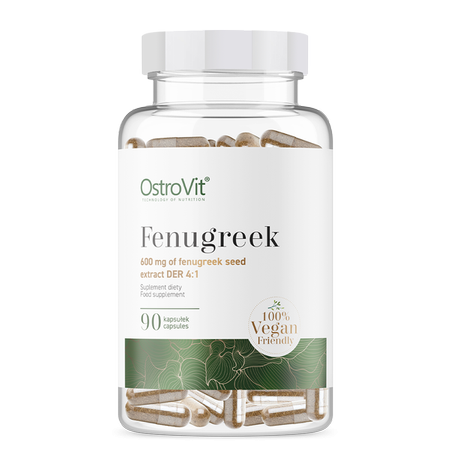 OstroVit®
TECHNOLOGY OF NUTRITION
Fenugreek
600 mg of fenugreek seed
extract DER 4:1
Suplement diety
Food supplement
90 kapsułek
capsules
100%
Vegan
Friendly